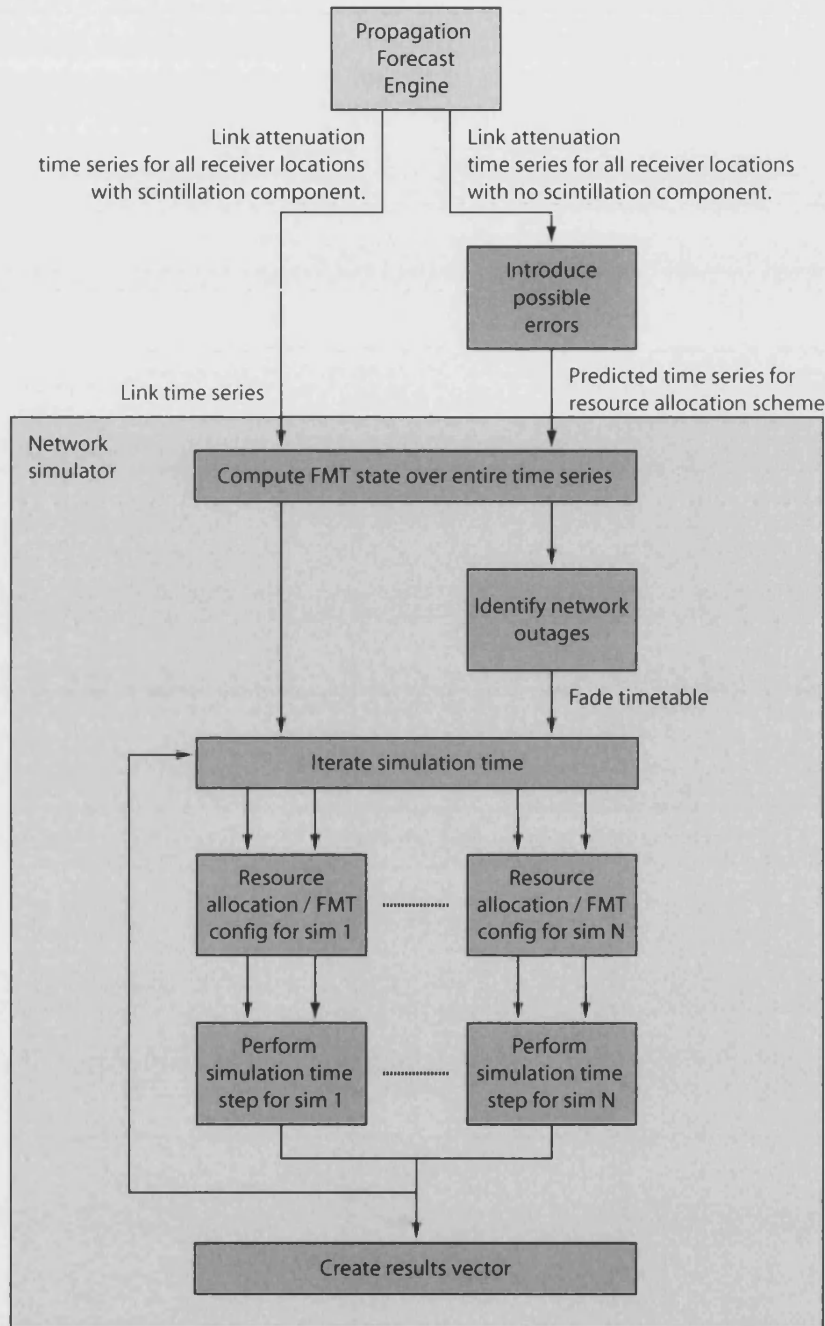 Propagation
Forecast
Engine
Link attenuation
time series for all receiver locations
with scintillation component.
Link attenuation
time series for all receiver locations
with no scintillation component.
Introduce
possible
errors
Link time series
Predicted time series for
resource allocation scheme
Network
simulator
Compute FMT state over entire time series
Identify network
outages
Fade timetable
Iterate simulation time
Resource
allocation / FMT
config for sim 1
Resource
allocation / FMT
config for sim N
Perform
simulation time
step for sim 1
Perform
simulation time
step for sim N
Create results vector